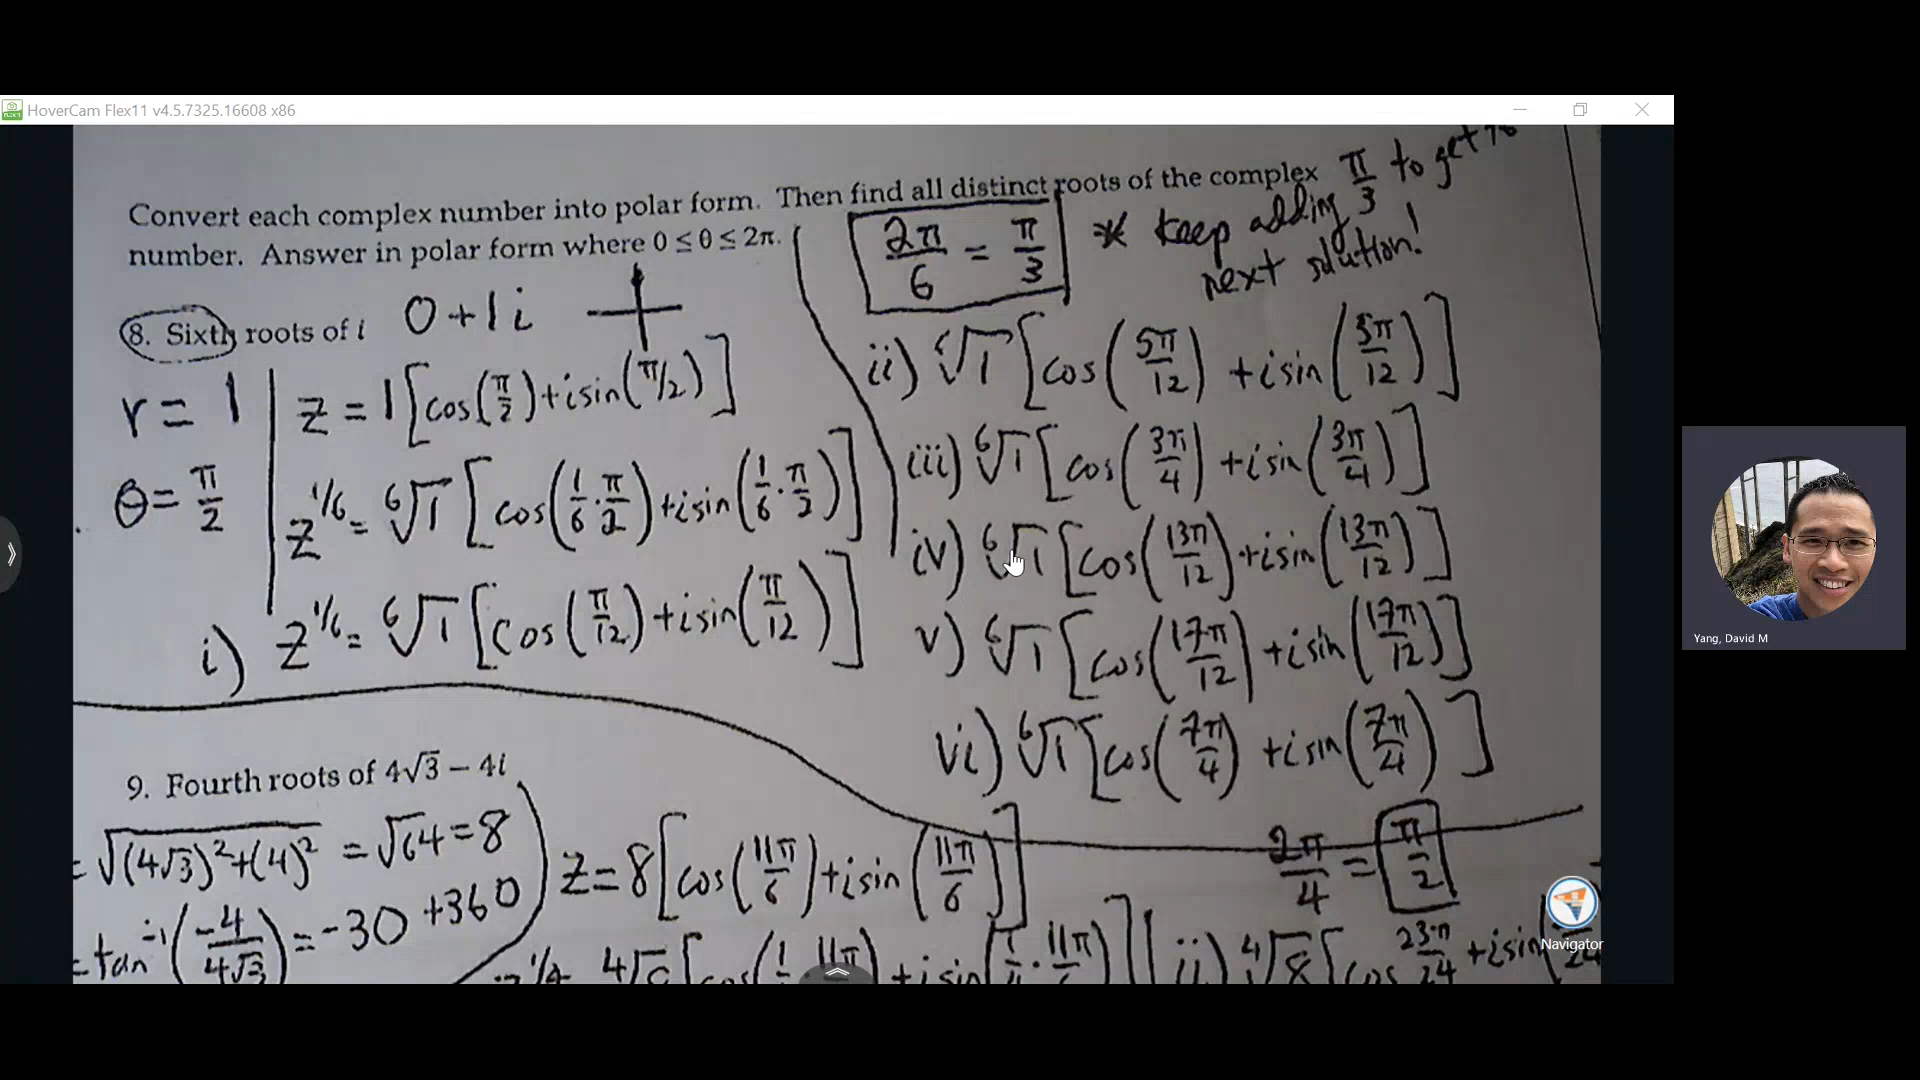 HoverCam Flex11 v4.5.7325.16608 x86
Convert each complex number into polar form. Then find all distinct roots of the complex
number. Answer in polar form where 0 ≤ θ ≤ 2π.
2π/6 = π/3
* keep adding π/3 to get
next solution!
8. Sixth roots of i
0 + 1i
r = 1
θ = π/2
z = 1[cos(π/2) + i sin(π/2)]
z^1/6 = ⁶√1 [cos(1/6 · π/2) + i sin(1/6 · π/2)]
i) z^1/6 = ⁶√1 [cos(π/12) + i sin(π/12)]
ii) ⁶√1 [cos(5π/12) + i sin(5π/12)]
iii) ⁶√1 [cos(3π/4) + i sin(3π/4)]
iv) ⁶√1 [cos(13π/12) + i sin(13π/12)]
v) ⁶√1 [cos(17π/12) + i sin(17π/12)]
vi) ⁶√1 [cos(7π/4) + i sin(7π/4)]
9. Fourth roots of 4√3 − 4i
= √(4√3)² + (4)² = √64 = 8
= tan⁻¹(-4/4√3) = -30 + 360
z = 8[cos(11π/6) + i sin(11π/6)]
2π/4 = π/2
ii) ⁴√8 [cos 23π/24 + i sin
Navigator
Yang, David M